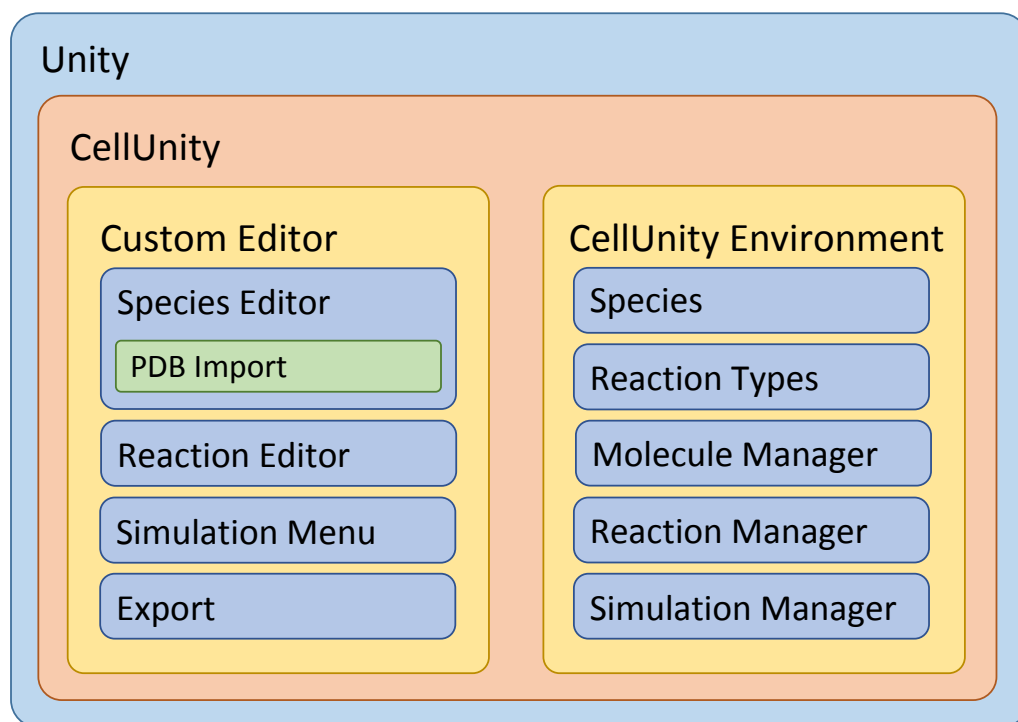 Unity
CellUnity
Custom Editor
Species Editor
PDB Import
Reaction Editor
Simulation Menu
Export
CellUnity Environment
Species
Reaction Types
Molecule Manager
Reaction Manager
Simulation Manager